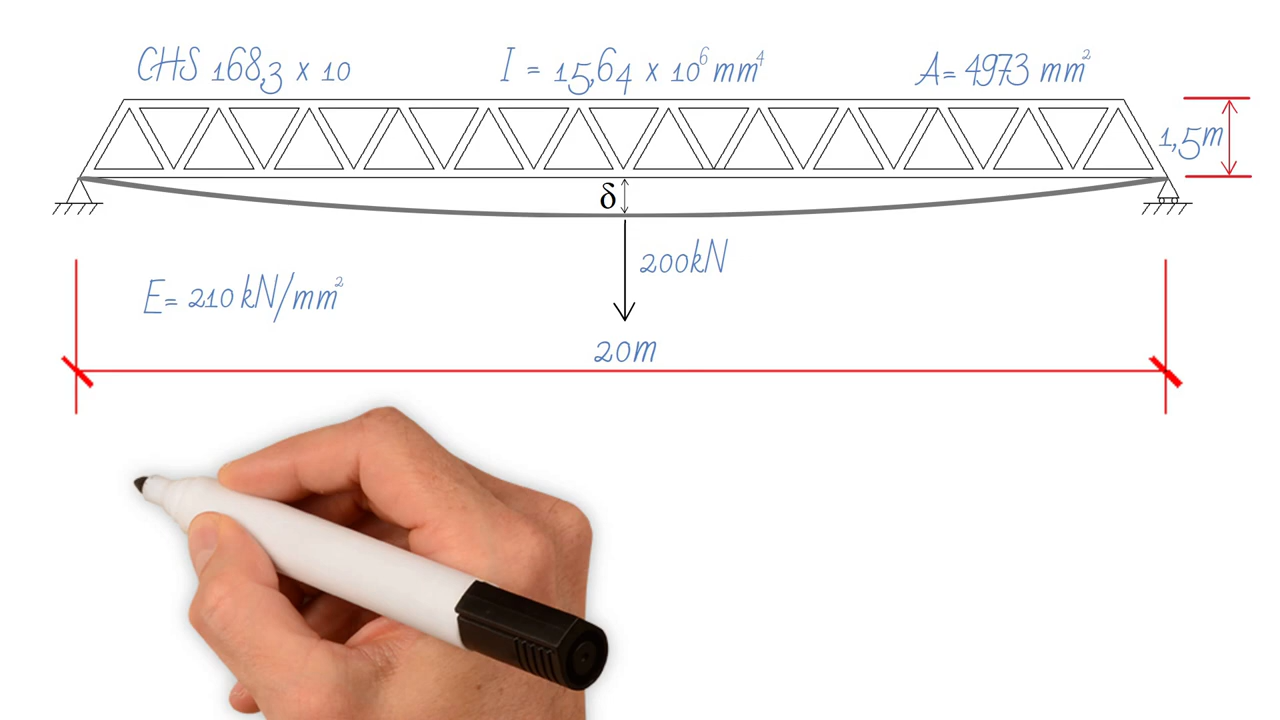 CHS 168,3 x 10
I = 15,64 x 10⁶ mm⁴
A= 4973 mm²
1,5m
δ
200kN
E= 210 kN/mm²
20m